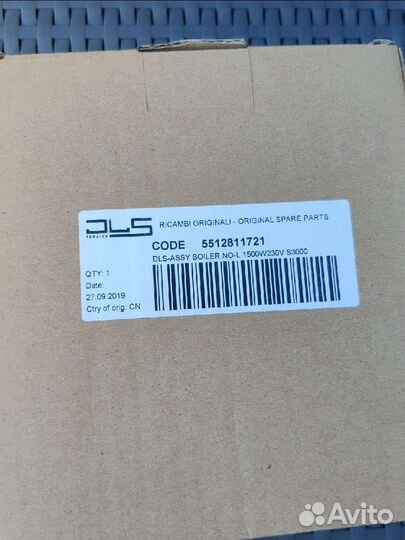 DLS
SERVICE
RICAMBI ORIGINALI - ORIGINAL SPARE PARTS
CODE 5512811721
DLS-ASSY BOILER NO-L 1500W230V S3000
QTY: 1
Date:
27.09.2019
Ctry of orig: CN
Avito